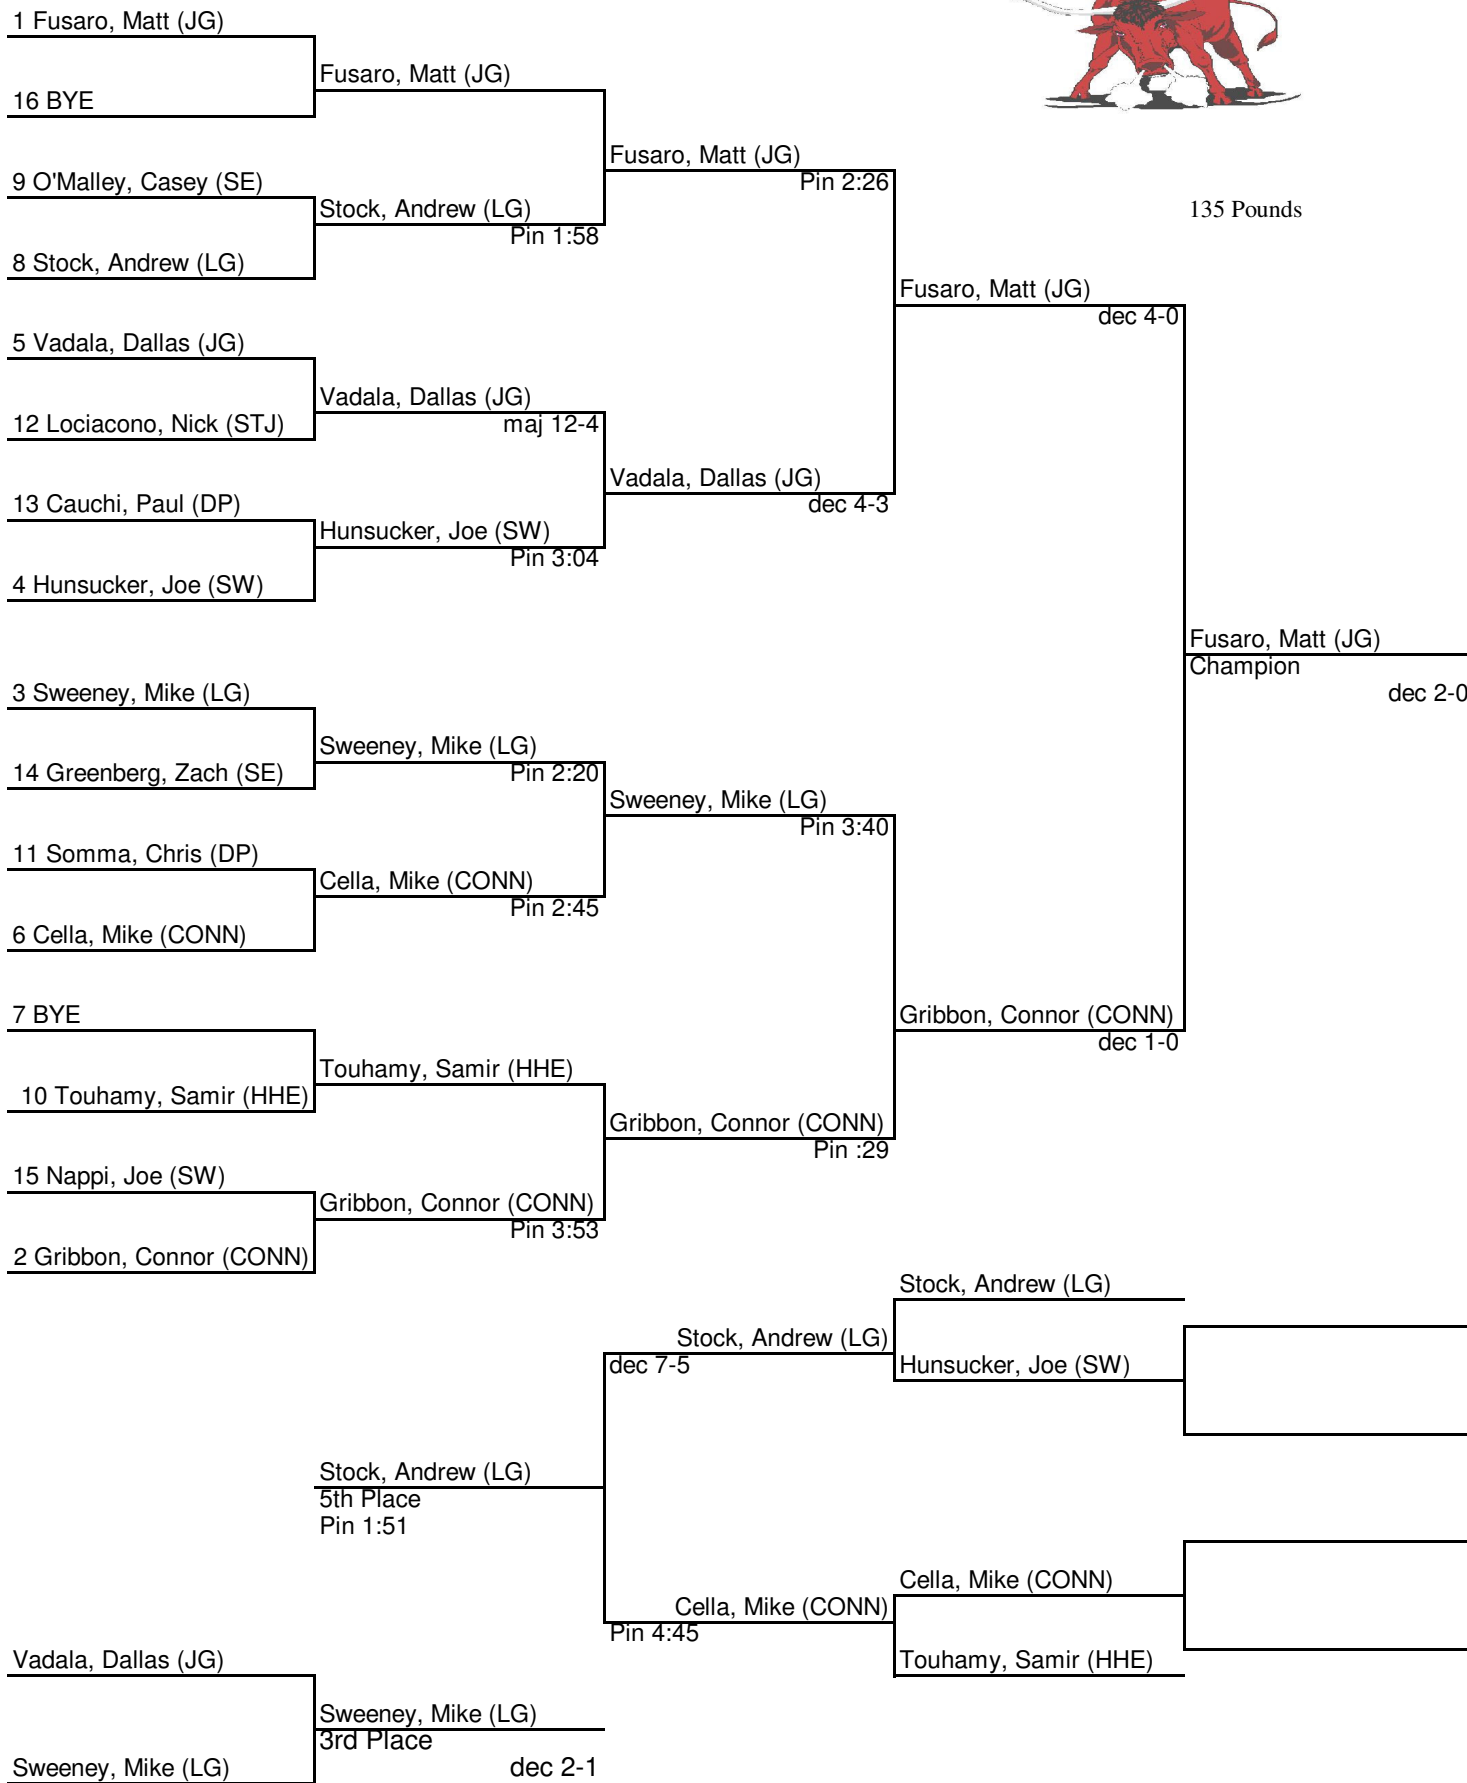 1 Fusaro, Matt (JG)
Fusaro, Matt (JG)
16 BYE
Fusaro, Matt (JG)
Pin 2:26
9 O'Malley, Casey (SE)
Stock, Andrew (LG)
Pin 1:58
135 Pounds
8 Stock, Andrew (LG)
Fusaro, Matt (JG)
dec 4-0
5 Vadala, Dallas (JG)
Vadala, Dallas (JG)
maj 12-4
12 Lociacono, Nick (STJ)
Vadala, Dallas (JG)
dec 4-3
13 Cauchi, Paul (DP)
Hunsucker, Joe (SW)
Pin 3:04
4 Hunsucker, Joe (SW)
Fusaro, Matt (JG)
Champion
dec 2-0
3 Sweeney, Mike (LG)
Sweeney, Mike (LG)
Pin 2:20
14 Greenberg, Zach (SE)
Sweeney, Mike (LG)
Pin 3:40
11 Somma, Chris (DP)
Cella, Mike (CONN)
Pin 2:45
6 Cella, Mike (CONN)
7 BYE
Gribbon, Connor (CONN)
dec 1-0
Touhamy, Samir (HHE)
10 Touhamy, Samir (HHE)
Gribbon, Connor (CONN)
Pin :29
15 Nappi, Joe (SW)
Gribbon, Connor (CONN)
Pin 3:53
2 Gribbon, Connor (CONN)
Stock, Andrew (LG)
Stock, Andrew (LG)
dec 7-5
Hunsucker, Joe (SW)
Stock, Andrew (LG)
5th Place
Pin 1:51
Cella, Mike (CONN)
Cella, Mike (CONN)
Pin 4:45
Touhamy, Samir (HHE)
Vadala, Dallas (JG)
Sweeney, Mike (LG)
3rd Place
dec 2-1
Sweeney, Mike (LG)